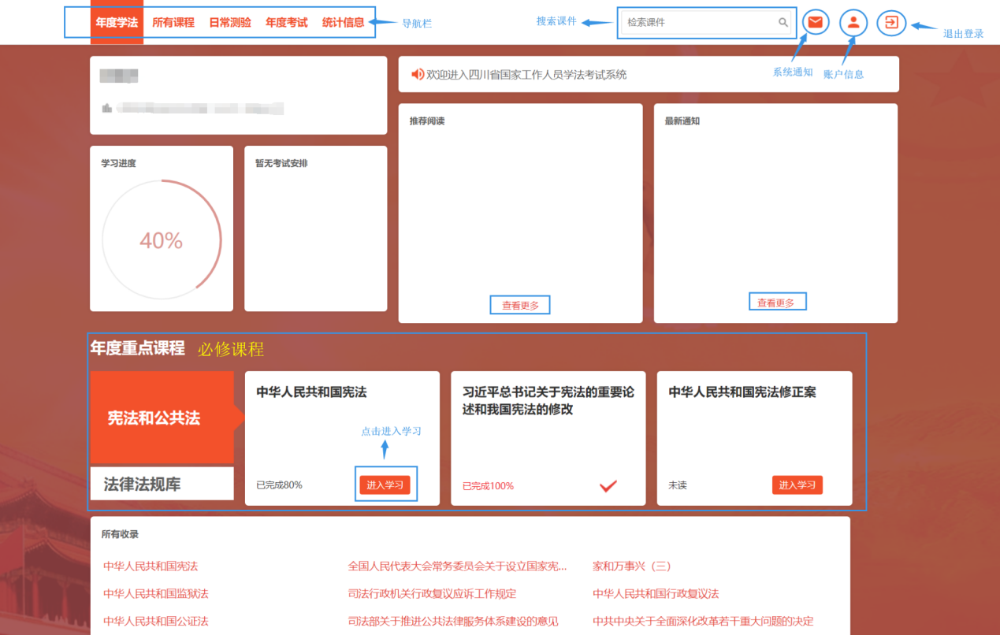 年度学法 所有课程 日常测验 年度考试 统计信息 导航栏 搜索课件 检索课件 退出登录
系统通知 账户信息
欢迎进入四川省国家工作人员学法考试系统
推荐阅读 最新通知
学习进度 暂无考试安排
40%
查看更多 查看更多
年度重点课程 必修课程
宪法和公共法
法律法规库
中华人民共和国宪法
点击进入学习
已完成80% 进入学习
习近平总书记关于宪法的重要论
述和我国宪法的修改
已完成100%
中华人民共和国宪法修正案
未读 进入学习
所有收录
中华人民共和国宪法 全国人民代表大会常务委员会关于设立国家宪... 家和万事兴（三）
中华人民共和国监狱法 司法行政机关行政复议应诉工作规定 中华人民共和国行政复议法
中华人民共和国公证法 司法部关于推进公共法律服务体系建设的意见 中共中央关于全面深化改革若干重大问题的决定